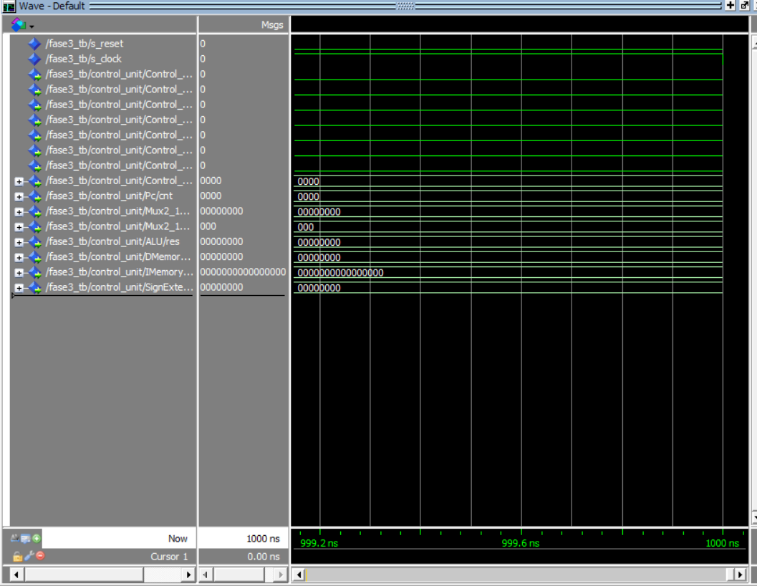 Wave - Default
Msgs
/fase3_tb/s_reset 0
/fase3_tb/s_clock 0
/fase3_tb/control_unit/Control_... 0
/fase3_tb/control_unit/Control_... 0
/fase3_tb/control_unit/Control_... 0
/fase3_tb/control_unit/Control_... 0
/fase3_tb/control_unit/Control_... 0
/fase3_tb/control_unit/Control_... 0
/fase3_tb/control_unit/Control_... 0
/fase3_tb/control_unit/Control_... 0000 0000
/fase3_tb/control_unit/Pc/cnt 0000 0000
/fase3_tb/control_unit/Mux2_1... 00000000 00000000
/fase3_tb/control_unit/Mux2_1... 000 000
/fase3_tb/control_unit/ALU/res 00000000 00000000
/fase3_tb/control_unit/DMemor... 00000000 00000000
/fase3_tb/control_unit/IMemory... 0000000000000000 0000000000000000
/fase3_tb/control_unit/SignExte... 00000000 00000000
Now 1000 ns 999.2 ns 999.6 ns 1000 ns
Cursor 1 0.00 ns